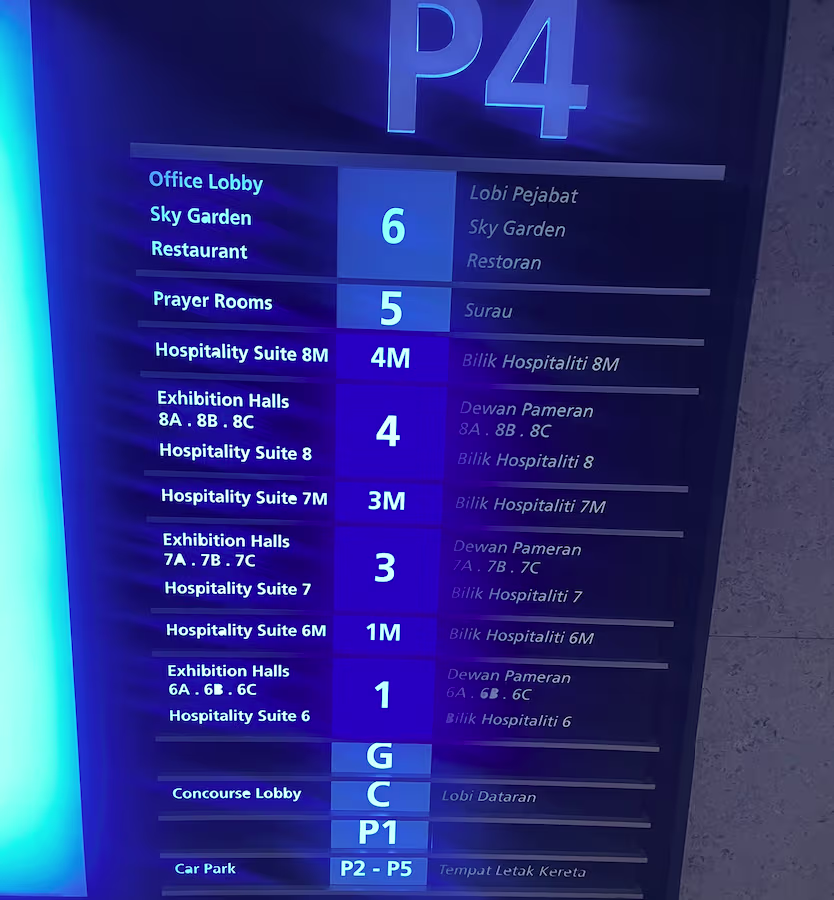 P4
Office Lobby
Sky Garden
Restaurant
6
Lobi Pejabat
Sky Garden
Restoran
Prayer Rooms
5
Surau
Hospitality Suite 8M
4M
Bilik Hospitaliti 8M
Exhibition Halls
8A . 8B . 8C
Hospitality Suite 8
4
Dewan Pameran
8A . 8B . 8C
Bilik Hospitaliti 8
Hospitality Suite 7M
3M
Bilik Hospitaliti 7M
Exhibition Halls
7A . 7B . 7C
Hospitality Suite 7
3
Dewan Pameran
7A . 7B . 7C
Bilik Hospitaliti 7
Hospitality Suite 6M
1M
Bilik Hospitaliti 6M
Exhibition Halls
6A . 6B . 6C
Hospitality Suite 6
1
Dewan Pameran
6A . 6B . 6C
Bilik Hospitaliti 6
G
Concourse Lobby
C
Lobi Dataran
P1
Car Park
P2 - P5
Tempat Letak Kereta